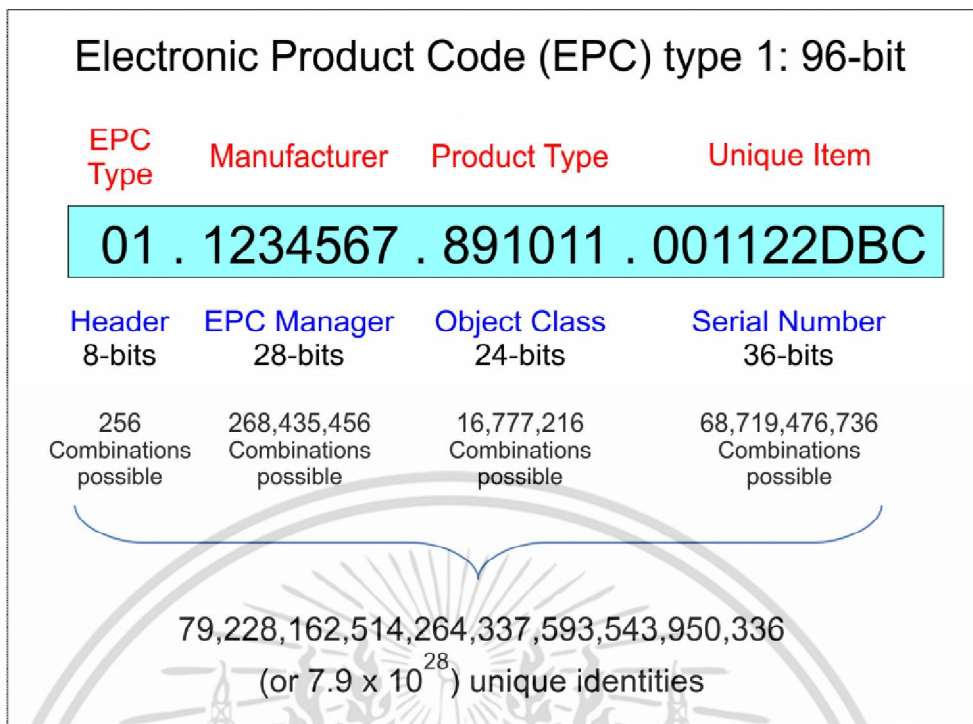 Electronic Product Code (EPC) type 1: 96-bit
EPC Type
Manufacturer
Product Type
Unique Item
01 . 1234567 . 891011 . 001122DBC
Header
EPC Manager
Object Class
Serial Number
8-bits
28-bits
24-bits
36-bits
256
Combinations
possible
268,435,456
Combinations
possible
16,777,216
Combinations
possible
68,719,476,736
Combinations
possible
79,228,162,514,264,337,593,543,950,336
(or 7.9 x 10^28) unique identities